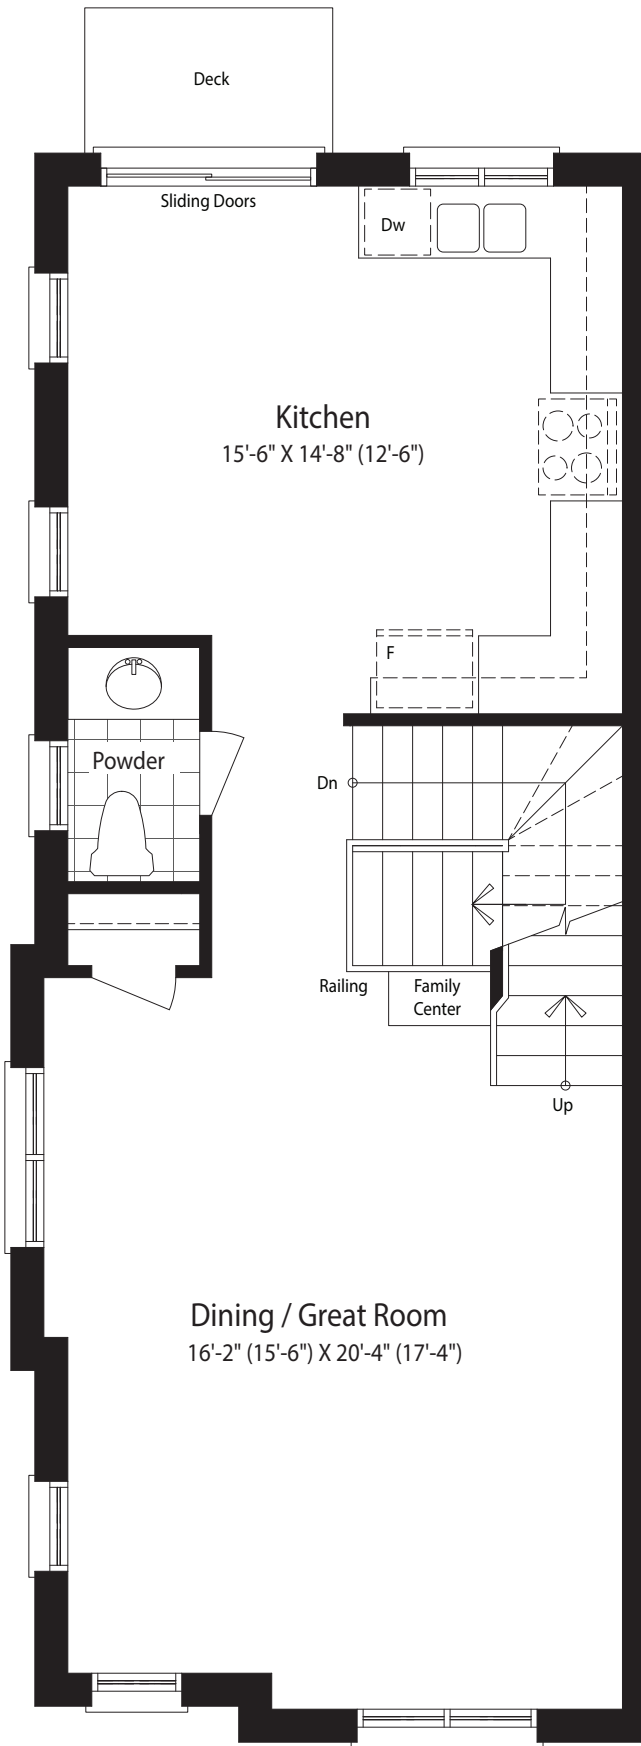 Deck
Sliding Doors
Dw
Kitchen
15'-6" X 14'-8" (12'-6")
F
Powder
Dn
Railing
Family
Center
Up
Dining / Great Room
16'-2" (15'-6") X 20'-4" (17'-4")